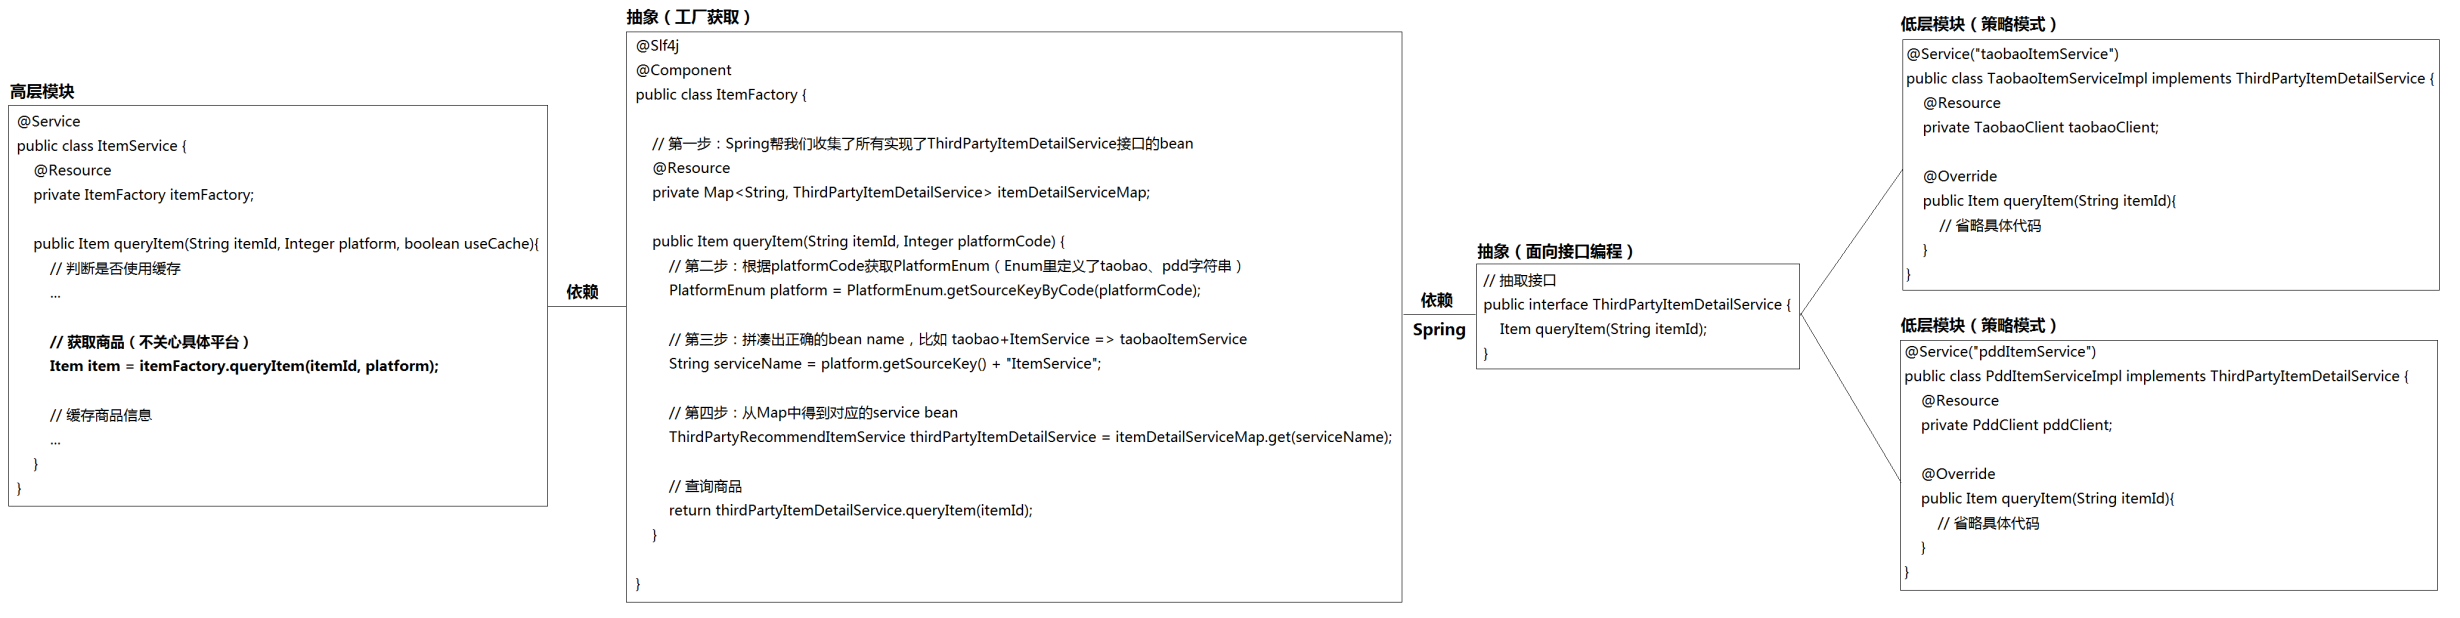 高层模块
@Service
public class ItemService {
@Resource
private ItemFactory itemFactory;
public Item queryItem(String itemId, Integer platform, boolean useCache){
// 判断是否使用缓存
...
// 获取商品（不关心具体平台）
Item item = itemFactory.queryItem(itemId, platform);
// 缓存商品信息
...
}
}
依赖
抽象（工厂获取）
@Slf4j
@Component
public class ItemFactory {
// 第一步：Spring帮我们收集了所有实现了ThirdPartyItemDetailService接口的bean
@Resource
private Map<String, ThirdPartyItemDetailService> itemDetailServiceMap;
public Item queryItem(String itemId, Integer platformCode) {
// 第二步：根据platformCode获取PlatformEnum（Enum里定义了taobao、pdd字符串）
PlatformEnum platform = PlatformEnum.getSourceKeyByCode(platformCode);
// 第三步：拼凑出正确的bean name，比如 taobao+ItemService => taobaoItemService
String serviceName = platform.getSourceKey() + "ItemService";
// 第四步：从Map中得到对应的service bean
ThirdPartyRecommendItemService thirdPartyItemDetailService = itemDetailServiceMap.get(serviceName);
// 查询商品
return thirdPartyItemDetailService.queryItem(itemId);
}
}
依赖
Spring
抽象（面向接口编程）
// 抽取接口
public interface ThirdPartyItemDetailService {
Item queryItem(String itemId);
}
低层模块（策略模式）
@Service("taobaoItemService")
public class TaobaoItemServiceImpl implements ThirdPartyItemDetailService {
@Resource
private TaobaoClient taobaoClient;
@Override
public Item queryItem(String itemId){
// 省略具体代码
}
}
低层模块（策略模式）
@Service("pddItemService")
public class PddItemServiceImpl implements ThirdPartyItemDetailService {
@Resource
private PddClient pddClient;
@Override
public Item queryItem(String itemId){
// 省略具体代码
}
}